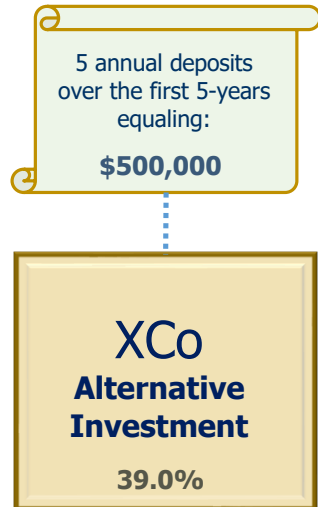 5 annual deposits
over the first 5-years
equaling:
$500,000
XCo
Alternative
Investment
39.0%